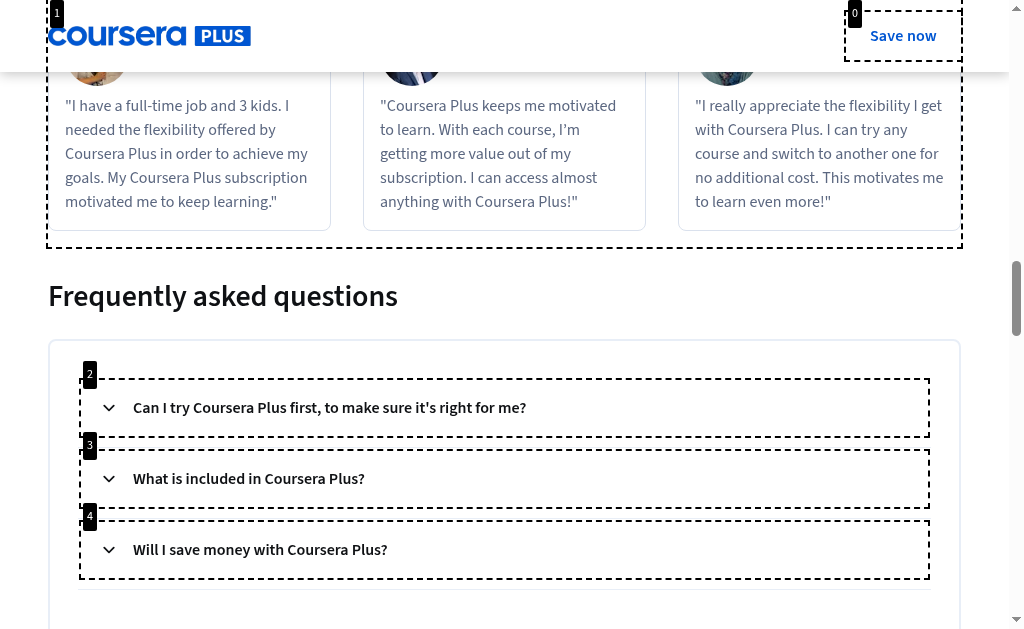 1
0
coursera PLUS
Save now
"I have a full-time job and 3 kids. I
needed the flexibility offered by
Coursera Plus in order to achieve my
goals. My Coursera Plus subscription
motivated me to keep learning."
"Coursera Plus keeps me motivated
to learn. With each course, I'm
getting more value out of my
subscription. I can access almost
anything with Coursera Plus!"
"I really appreciate the flexibility I get
with Coursera Plus. I can try any
course and switch to another one for
no additional cost. This motivates me
to learn even more!"
Frequently asked questions
2
Can I try Coursera Plus first, to make sure it's right for me?
3
What is included in Coursera Plus?
4
Will I save money with Coursera Plus?